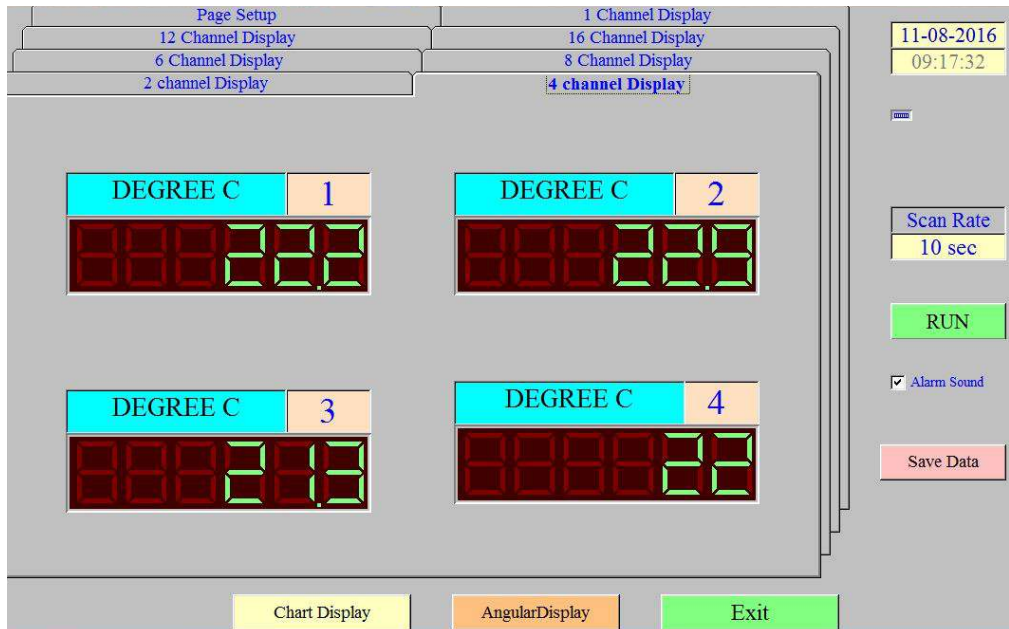 Page Setup
1 Channel Display
12 Channel Display
16 Channel Display
6 Channel Display
8 Channel Display
2 channel Display
4 channel Display
11-08-2016
09:17:32
DEGREE C 1
22.2
DEGREE C 2
22.9
Scan Rate
10 sec
RUN
Alarm Sound
DEGREE C 3
21.3
DEGREE C 4
22
Save Data
Chart Display
AngularDisplay
Exit